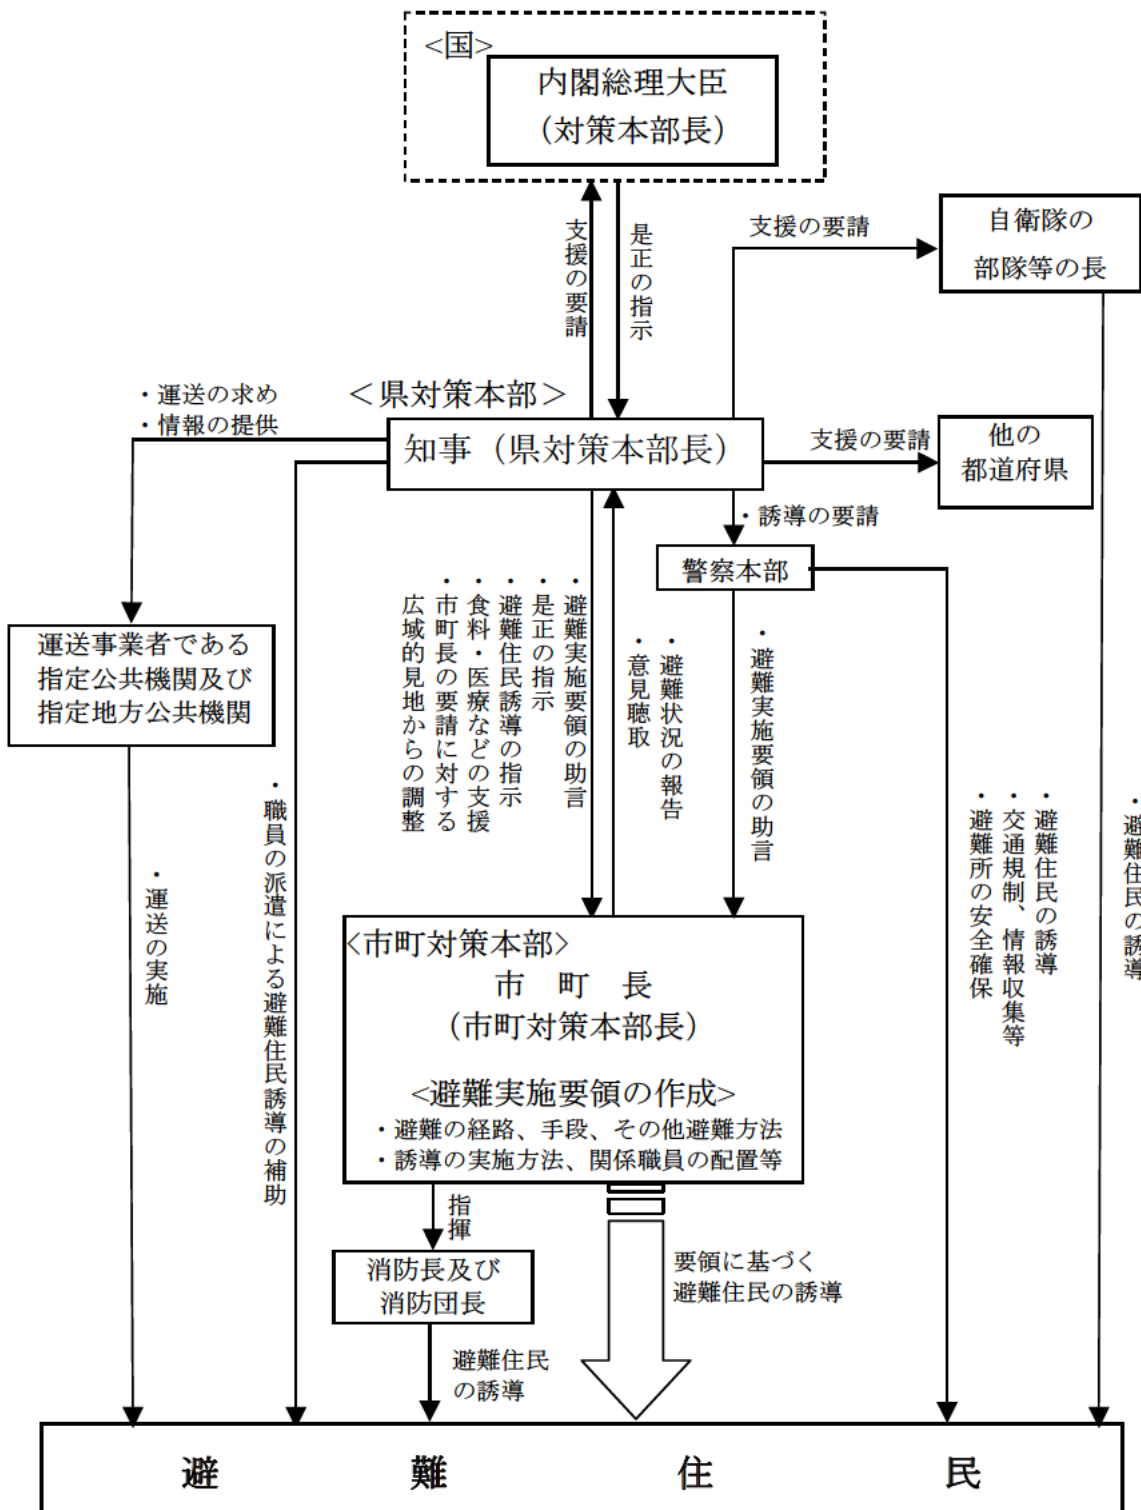 <国>
内閣総理大臣
（対策本部長）
支援の要請
是正の指示
支援の要請
自衛隊の
部隊等の長
・運送の求め
・情報の提供
＜県対策本部＞
知事（県対策本部長）
支援の要請
他の
都道府県
・誘導の要請
警察本部
運送事業者である
指定公共機関及び
指定地方公共機関
・避難実施要領の助言
・是正の指示
・避難住民誘導の指示
・食料・医療などの支援
・市町長の要請に対する
広域的見地からの調整
・避難状況の報告
・意見聴取
・避難実施要領の助言
・避難住民の誘導
・交通規制、情報収集等
・避難所の安全確保
・避難住民の誘導
・職員の派遣による避難住民誘導の補助
・運送の実施
<市町対策本部>
市　町　長
（市町対策本部長）
<避難実施要領の作成>
・避難の経路、手段、その他避難方法
・誘導の実施方法、関係職員の配置等
指揮
消防長及び
消防団長
要領に基づく
避難住民の誘導
避難住民
の誘導
避　難　住　民